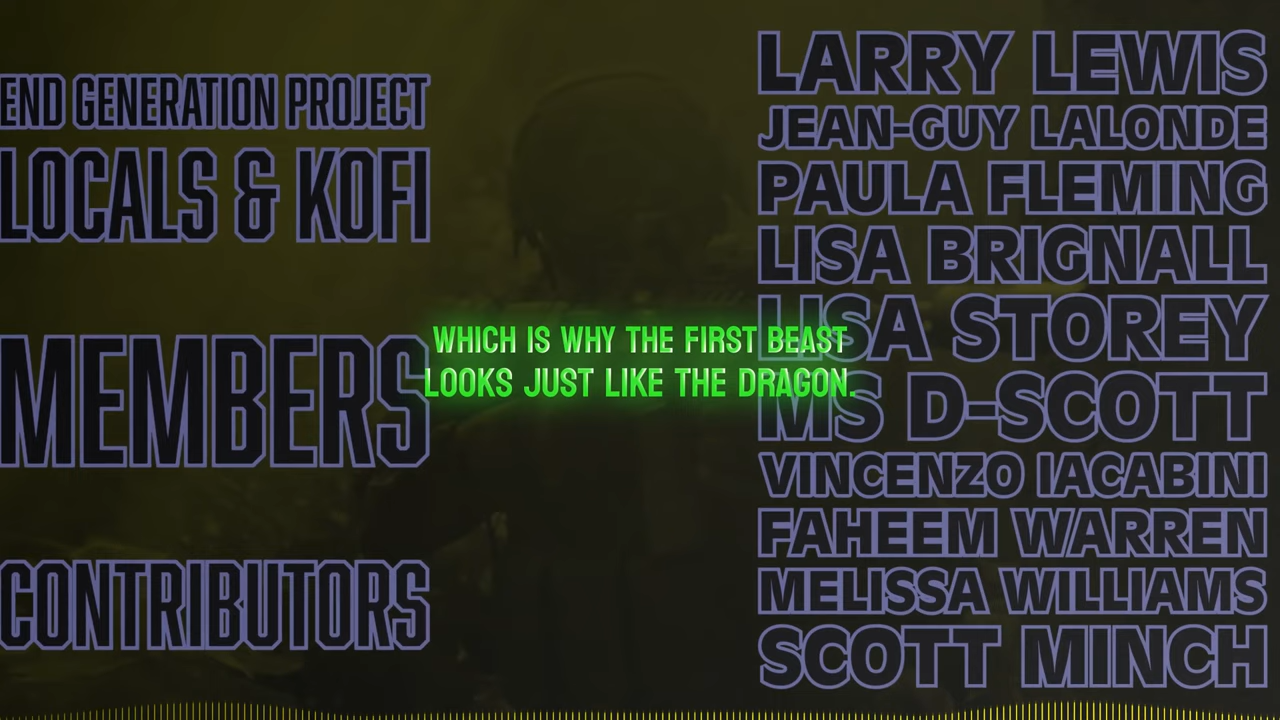 END GENERATION PROJECT
LOCALS & KOFI
MEMBERS
CONTRIBUTORS
WHICH IS WHY THE FIRST BEAST
LOOKS JUST LIKE THE DRAGON.
LARRY LEWIS
JEAN-GUY LALONDE
PAULA FLEMING
LISA BRIGNALL
LISA STOREY
MS D-SCOTT
VINCENZO IACABINI
FAHEEM WARREN
MELISSA WILLIAMS
SCOTT MINCH